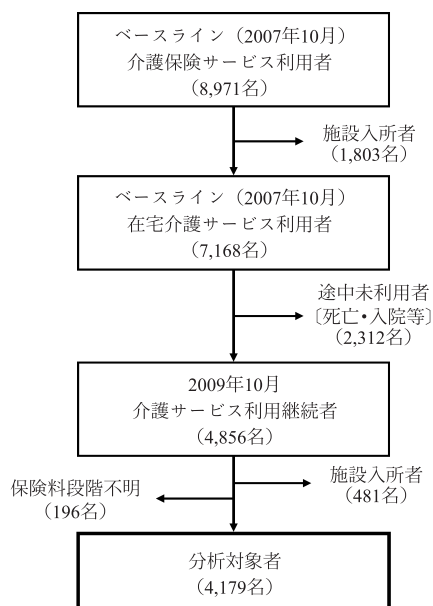 ベースライン（2007年10月）
介護保険サービス利用者
（8,971名）
施設入所者
（1,803名）
ベースライン（2007年10月）
在宅介護サービス利用者
（7,168名）
途中未利用者
〔死亡・入院等〕
（2,312名）
2009年10月
介護サービス利用継続者
（4,856名）
施設入所者
（481名）
保険料段階不明
（196名）
分析対象者
（4,179名）